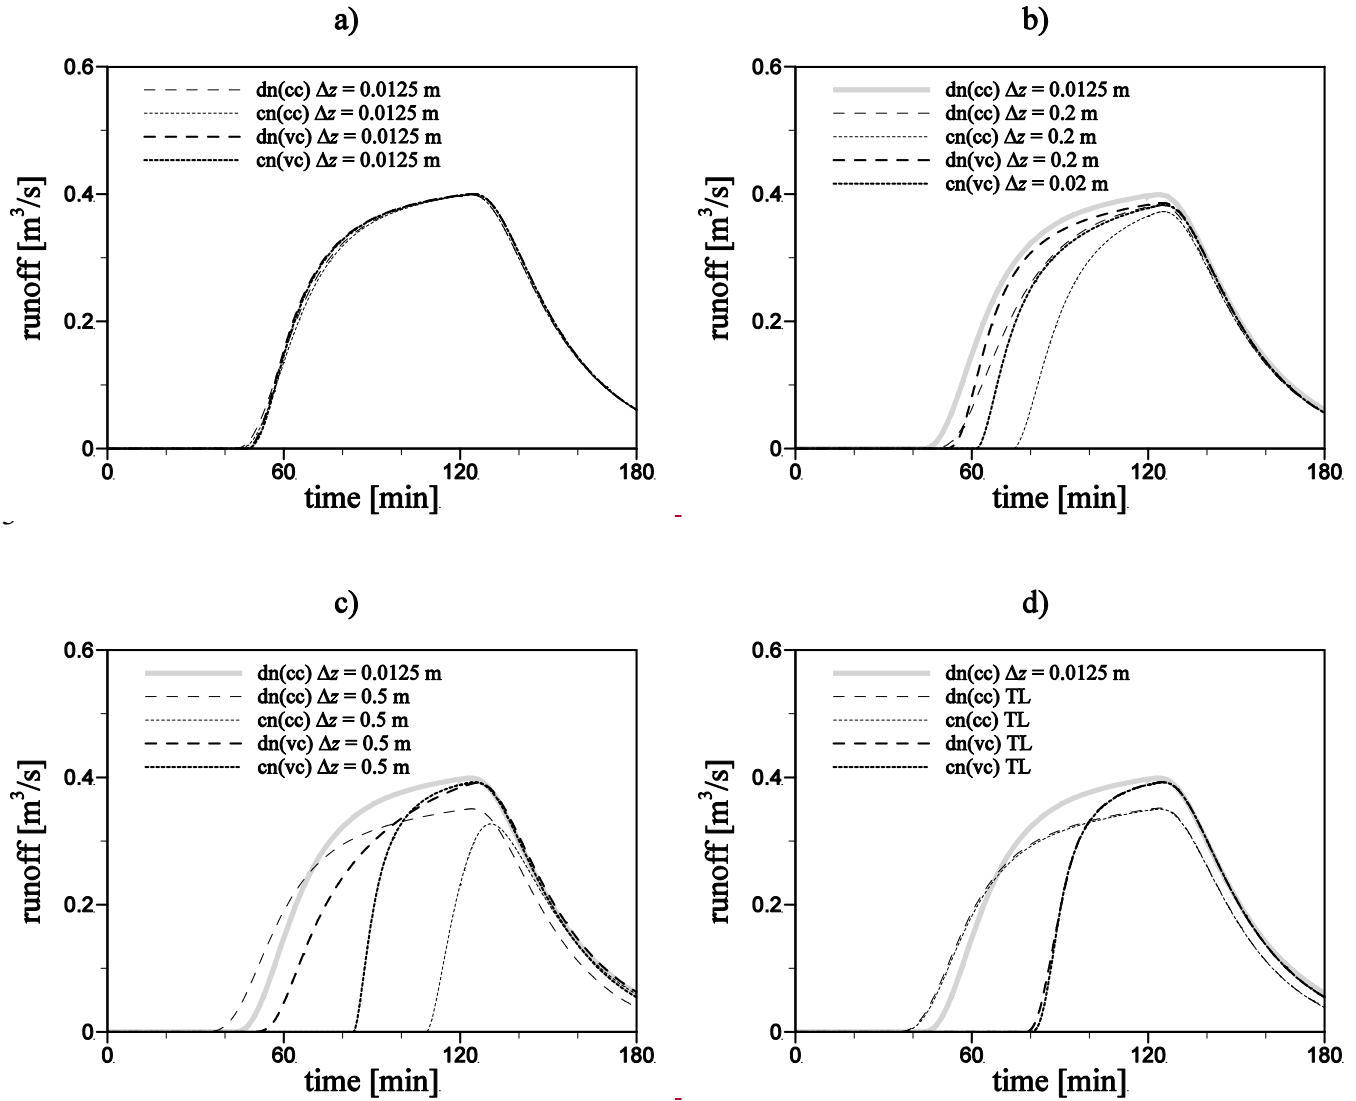 a)
0.6
dn(cc) Δz = 0.0125 m
cn(cc) Δz = 0.0125 m
dn(vc) Δz = 0.0125 m
cn(vc) Δz = 0.0125 m
0.4
runoff [m³/s]
0.2
0
0 60 120 180
time [min]
b)
0.6
dn(cc) Δz = 0.0125 m
dn(cc) Δz = 0.2 m
cn(cc) Δz = 0.2 m
dn(vc) Δz = 0.2 m
cn(vc) Δz = 0.02 m
0.4
runoff [m³/s]
0.2
0
0 60 120 180
time [min]
c)
0.6
dn(cc) Δz = 0.0125 m
dn(cc) Δz = 0.5 m
cn(cc) Δz = 0.5 m
dn(vc) Δz = 0.5 m
cn(vc) Δz = 0.5 m
0.4
runoff [m³/s]
0.2
0
0 60 120 180
time [min]
d)
0.6
dn(cc) Δz = 0.0125 m
dn(cc) TL
cn(cc) TL
dn(vc) TL
cn(vc) TL
0.4
runoff [m³/s]
0.2
0
0 60 120 180
time [min]